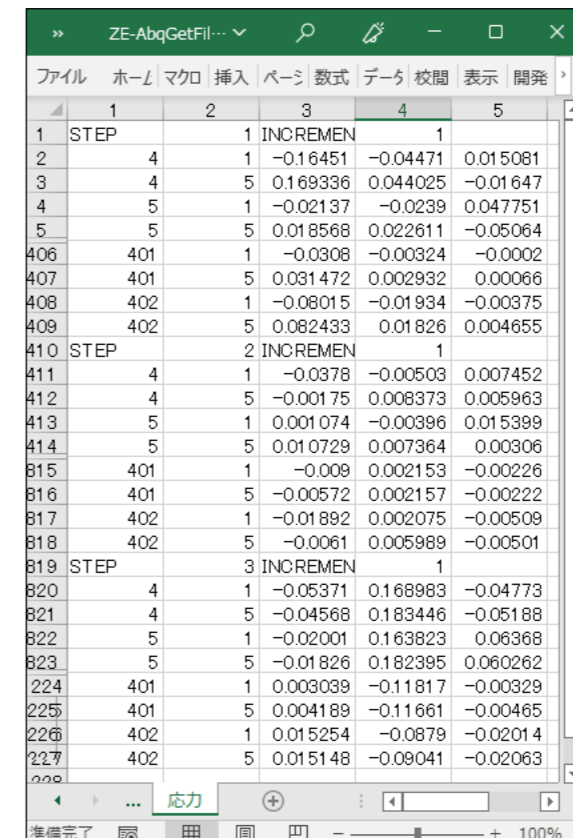 » ZE-AbqGetFil…
ファイル ホーム マクロ 挿入 ページ 数式 データ 校閲 表示 開発 >
1 2 3 4 5
1 STEP 1 INCREMEN 1
2 4 1 -0.16451 -0.04471 0.015081
3 4 5 0.169336 0.044025 -0.01647
4 5 1 -0.02137 -0.0239 0.047751
5 5 5 0.018568 0.022611 -0.05064
406 401 1 -0.0308 -0.00324 -0.0002
407 401 5 0.031472 0.002932 0.00066
408 402 1 -0.08015 -0.01934 -0.00375
409 402 5 0.082433 0.01826 0.004655
410 STEP 2 INCREMEN 1
411 4 1 -0.0378 -0.00503 0.007452
412 4 5 -0.00175 0.008373 0.005963
413 5 1 0.001074 -0.00396 0.015399
414 5 5 0.010729 0.007364 0.00306
815 401 1 -0.009 0.002153 -0.00226
816 401 5 -0.00572 0.002157 -0.00222
817 402 1 -0.01892 0.002075 -0.00509
818 402 5 -0.0061 0.005989 -0.00501
819 STEP 3 INCREMEN 1
820 4 1 -0.05371 0.168983 -0.04773
821 4 5 -0.04568 0.183446 -0.05188
822 5 1 -0.02001 0.163823 0.06368
823 5 5 -0.01826 0.182395 0.060262
224 401 1 0.003039 -0.11817 -0.00329
225 401 5 0.004189 -0.11661 -0.00465
226 402 1 0.015254 -0.0879 -0.02014
227 402 5 0.015148 -0.09041 -0.02063
... 応力
準備完了 100%